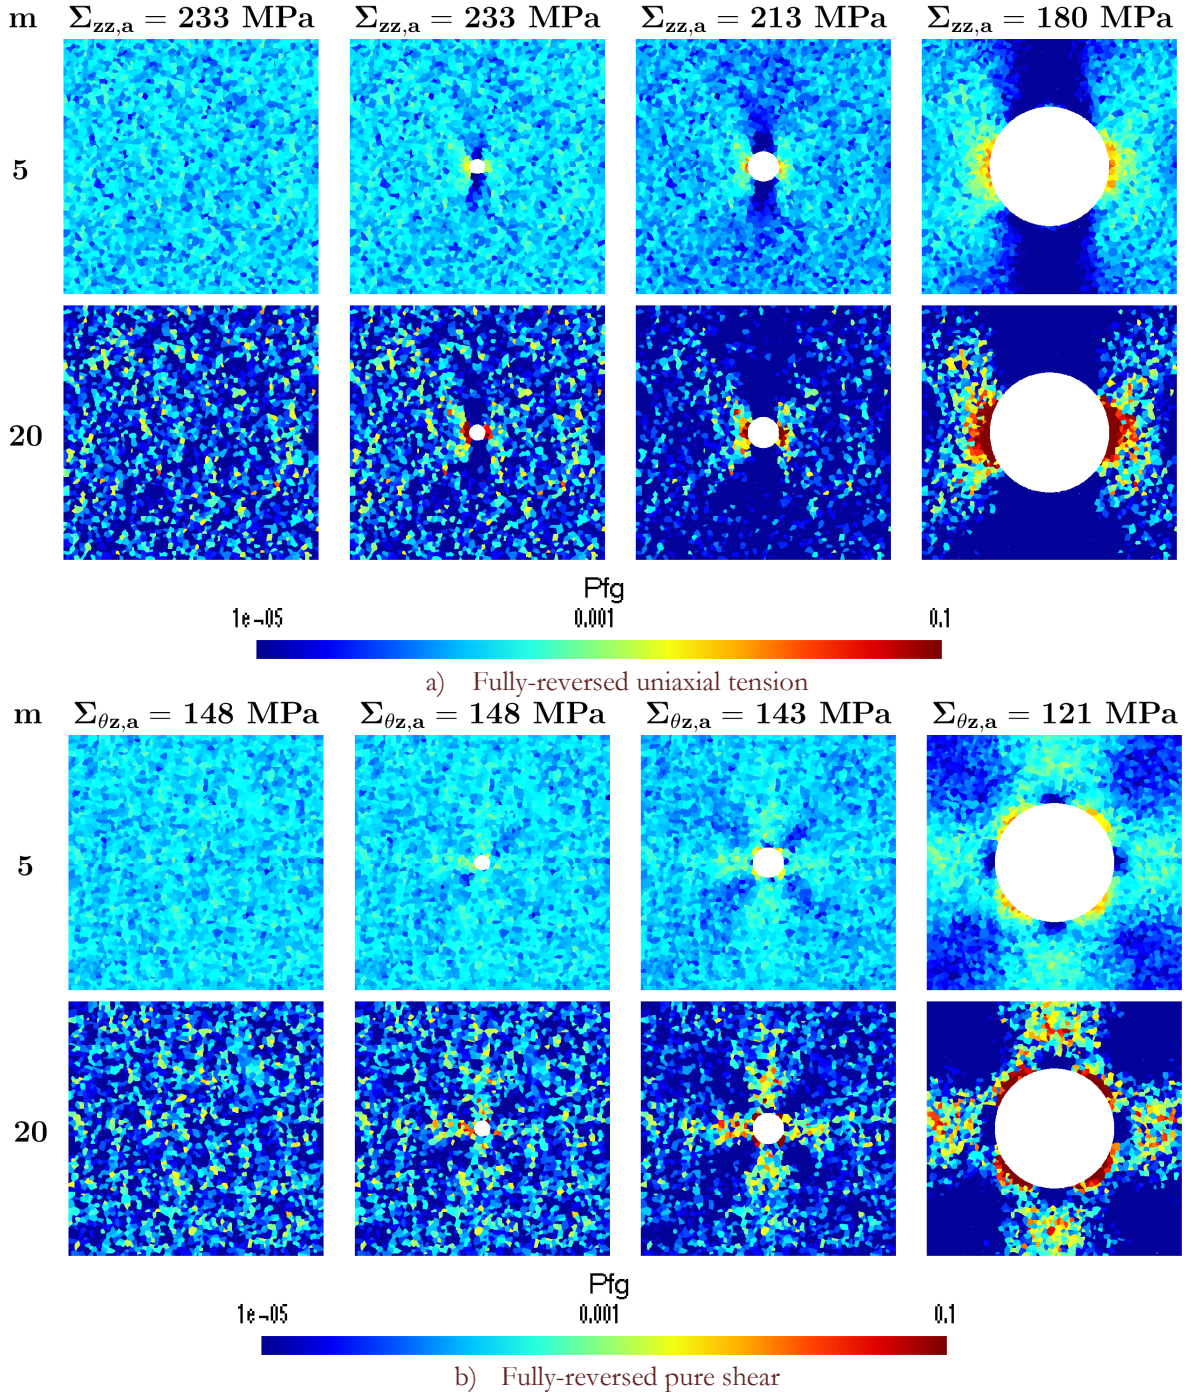 m Σzz,a = 233 MPa Σzz,a = 233 MPa Σzz,a = 213 MPa Σzz,a = 180 MPa
5
20
Pfg
1e-05 0.001 0.1
a) Fully-reversed uniaxial tension
m Σθz,a = 148 MPa Σθz,a = 148 MPa Σθz,a = 143 MPa Σθz,a = 121 MPa
5
20
Pfg
1e-05 0.001 0.1
b) Fully-reversed pure shear